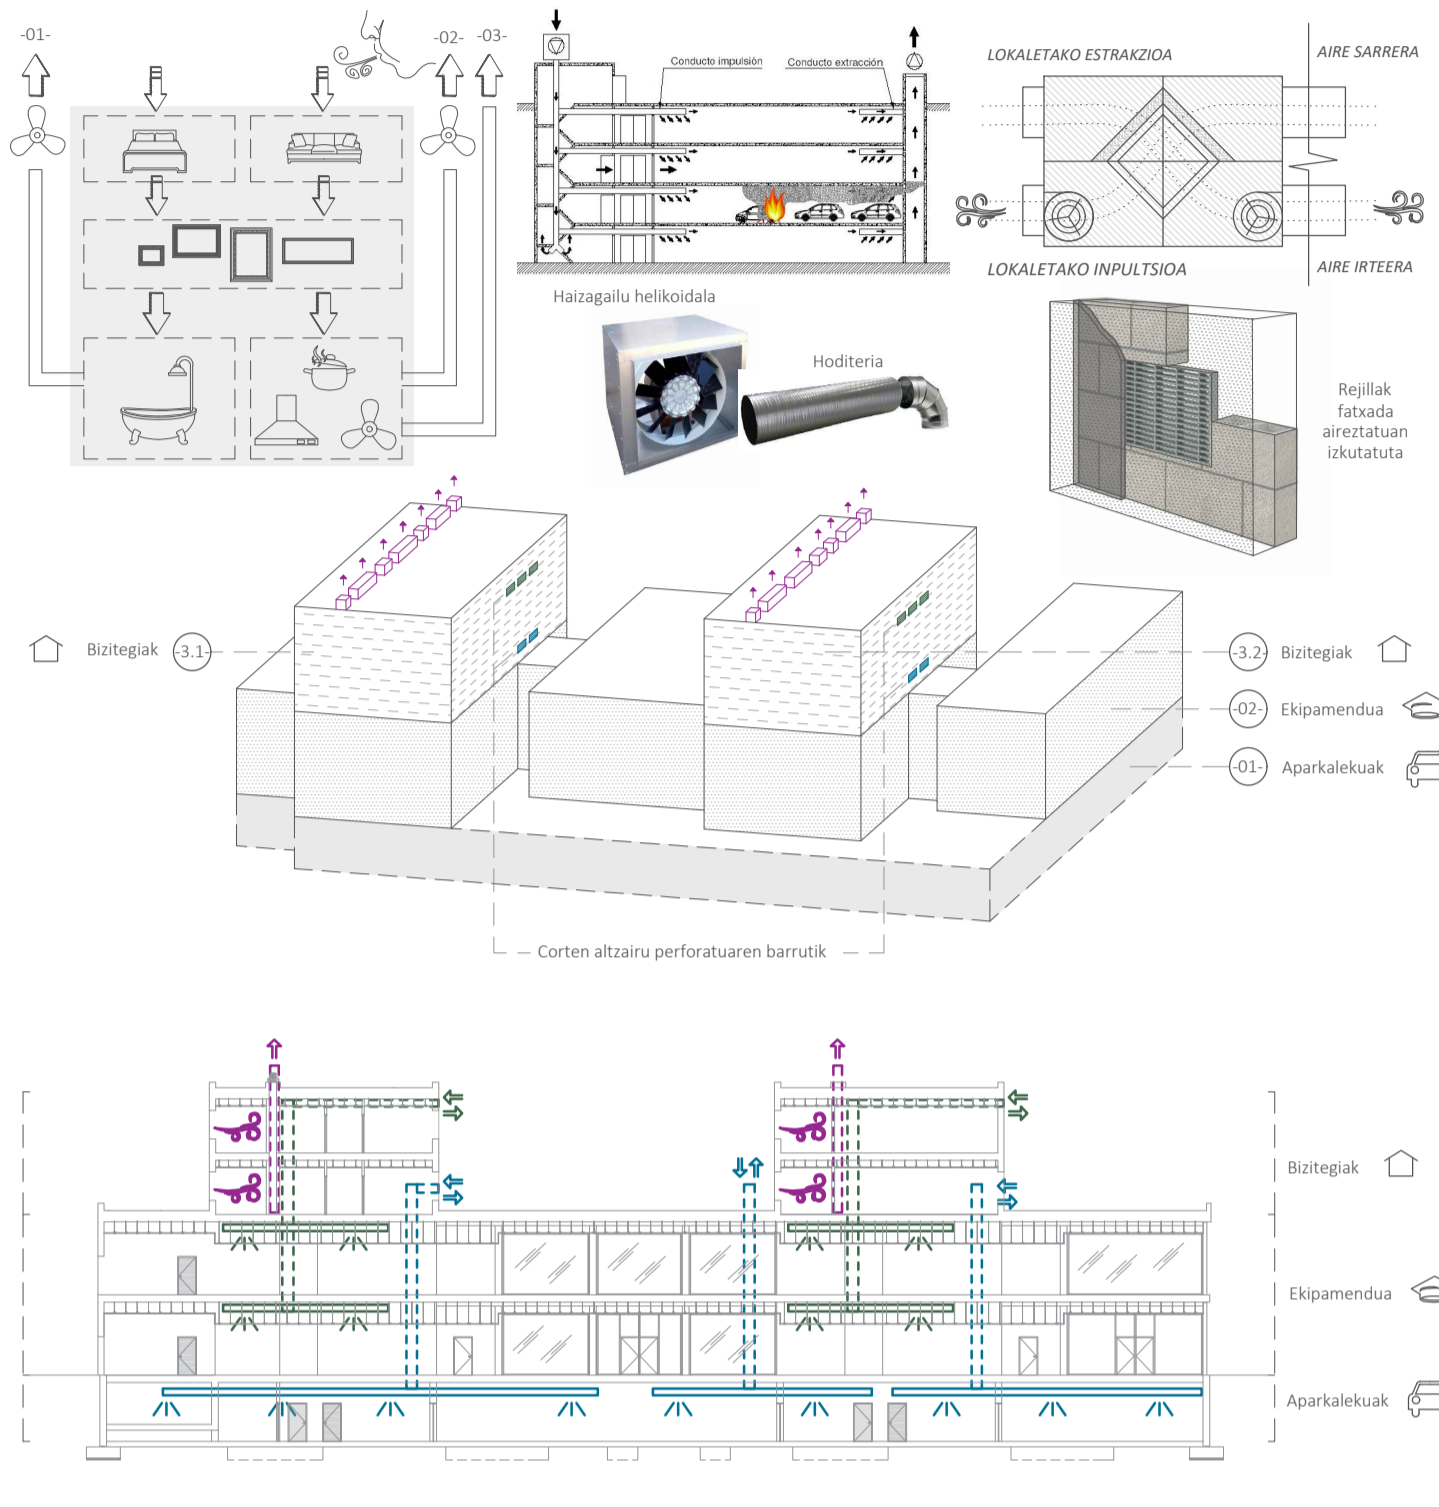 -01-
-02-
-03-
Conducto impulsión
Conducto extracción
LOKALETAKO ESTRAKZIOA
AIRE SARRERA
LOKALETAKO INPULTSIOA
AIRE IRTEERA
Haizagailu helikoidala
Hoditeria
Rejillak
fatxada
aireztatuan
izkutatuta
Bizitegiak
-3.1-
-3.2-
Bizitegiak
-02-
Ekipamendua
-01-
Aparkalekuak
Corten altzairu perforatuaren barrutik
Bizitegiak
Ekipamendua
Aparkalekuak